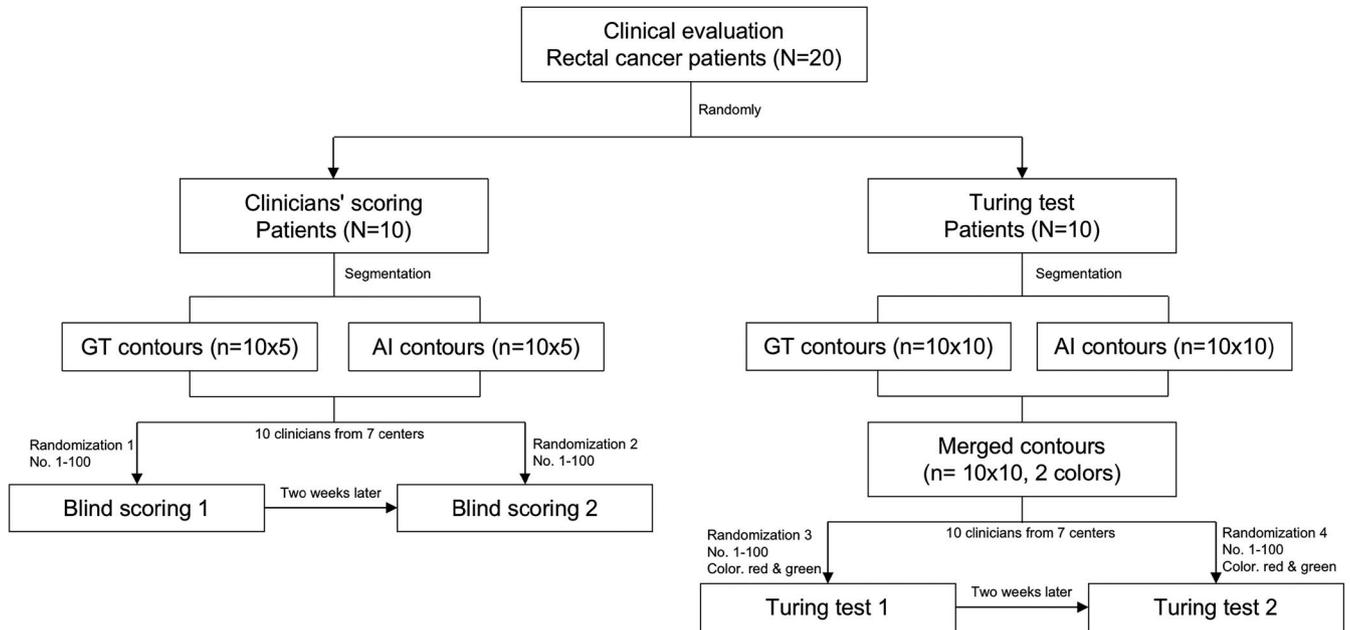 Clinical evaluation
Rectal cancer patients (N=20)
Randomly
Clinicians' scoring
Patients (N=10)
Turing test
Patients (N=10)
Segmentation
Segmentation
GT contours (n=10x5)
AI contours (n=10x5)
GT contours (n=10x10)
AI contours (n=10x10)
Randomization 1
No. 1-100
10 clinicians from 7 centers
Randomization 2
No. 1-100
Blind scoring 1
Two weeks later
Blind scoring 2
Merged contours
(n= 10x10, 2 colors)
Randomization 3
No. 1-100
Color. red & green
10 clinicians from 7 centers
Randomization 4
No. 1-100
Color. red & green
Turing test 1
Two weeks later
Turing test 2